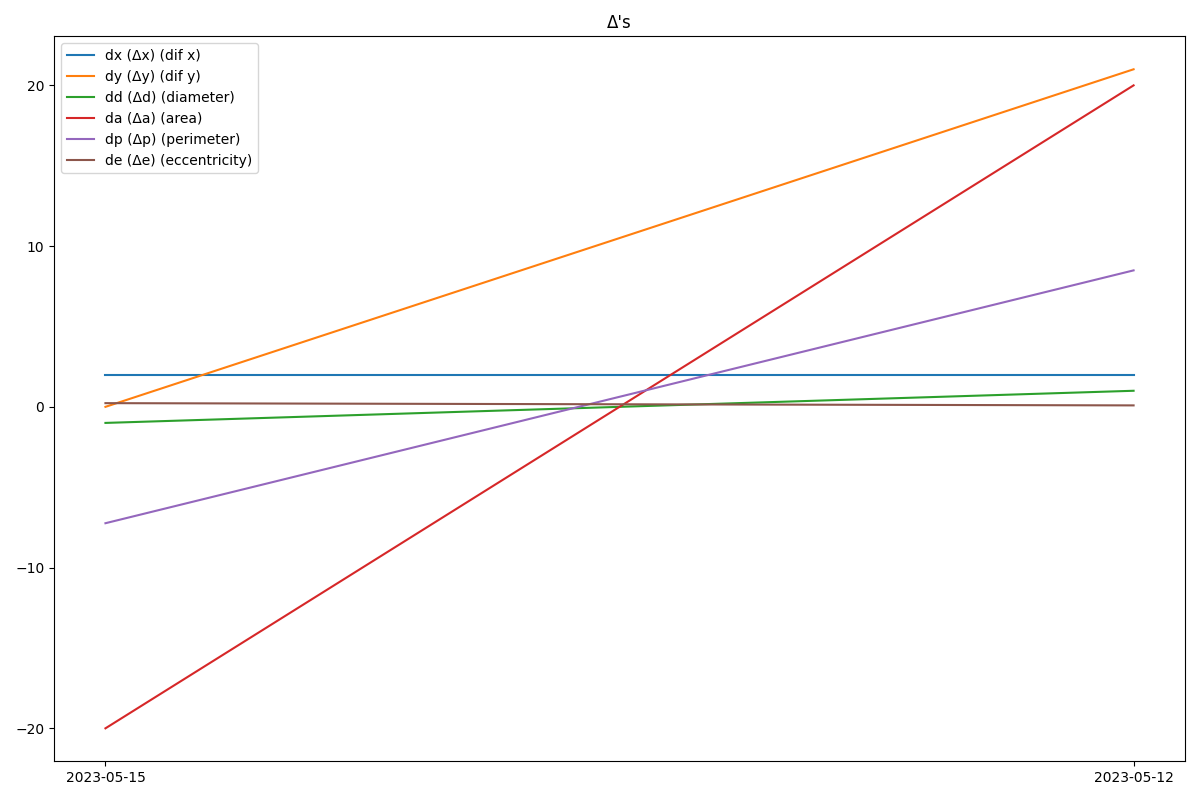 Δ's
dx (Δx) (dif x)
dy (Δy) (dif y)
dd (Δd) (diameter)
da (Δa) (area)
dp (Δp) (perimeter)
de (Δe) (eccentricity)
20
10
0
−10
−20
2023-05-15
2023-05-12